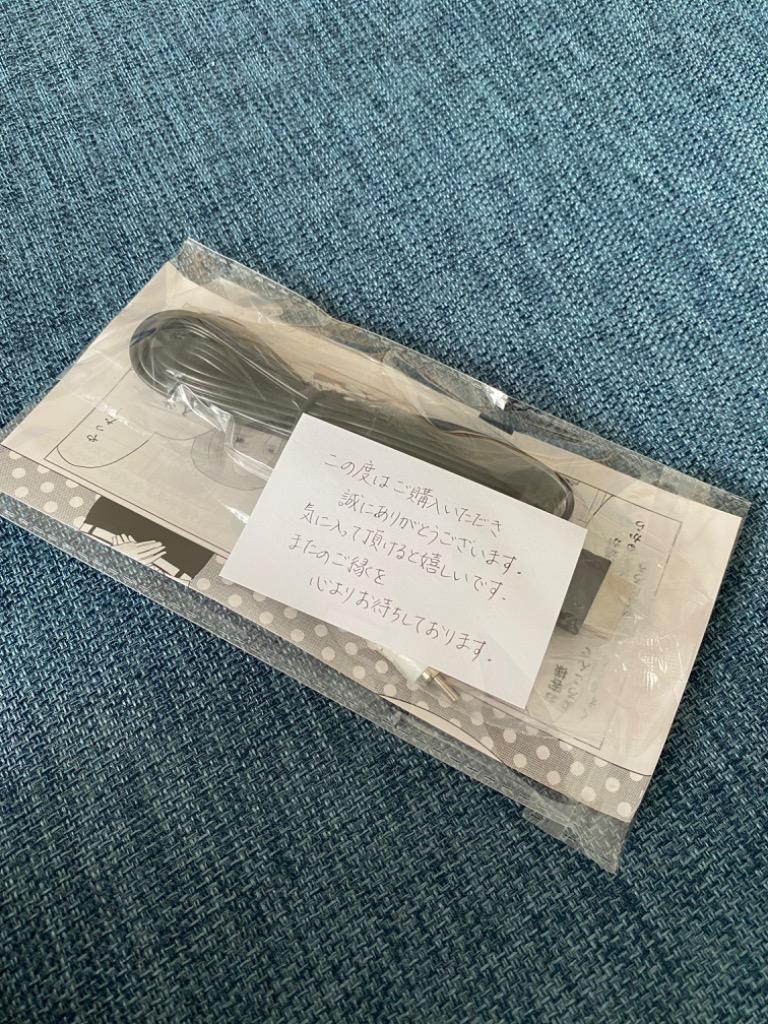 この度はご購入いただき
誠にありがとうございます。
気に入って頂けると嬉しいです。
またのご縁を
心よりお待ちしております。